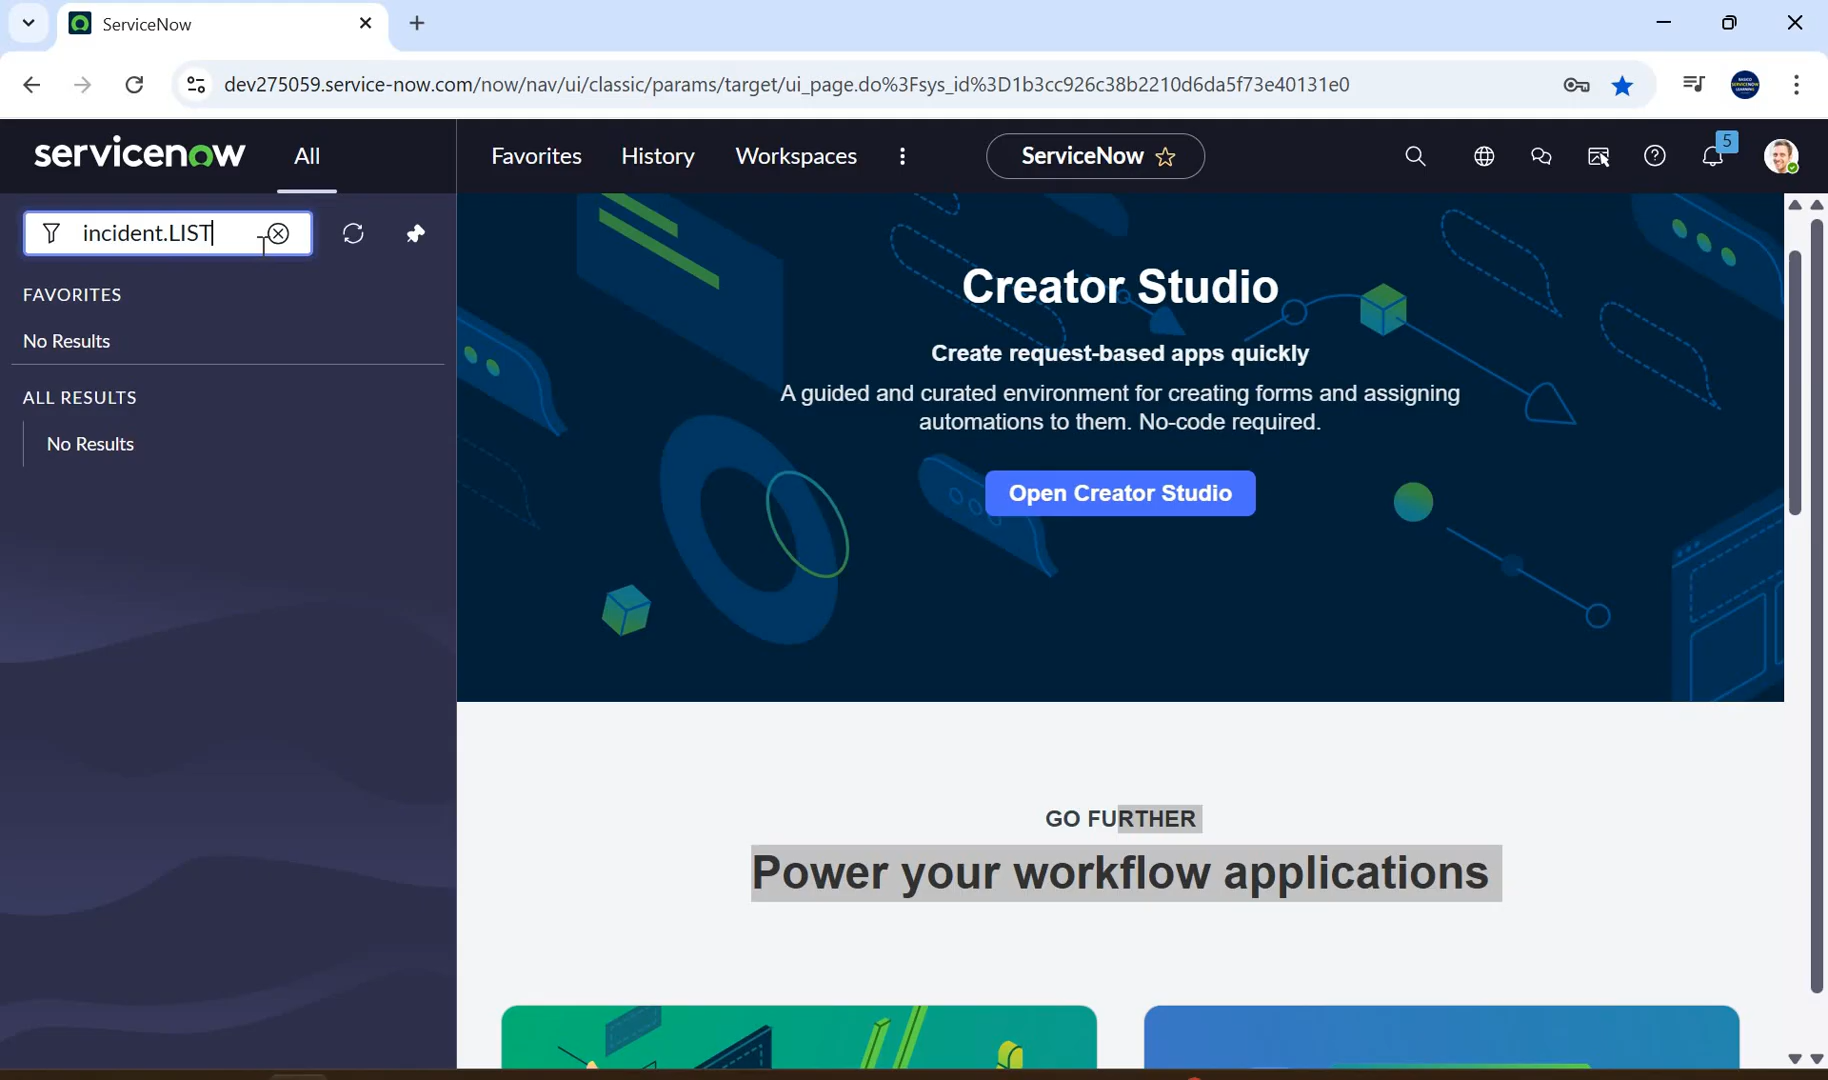 ServiceNow
dev275059.service-now.com/now/nav/ui/classic/params/target/ui_page.do%3Fsys_id%3D1b3cc926c38b2210d6da5f73e40131e0
servicenow
All
Favorites
History
Workspaces
ServiceNow
5
incident.LIST
FAVORITES
No Results
ALL RESULTS
No Results
Creator Studio
Create request-based apps quickly
A guided and curated environment for creating forms and assigning
automations to them. No-code required.
Open Creator Studio
GO FURTHER
Power your workflow applications